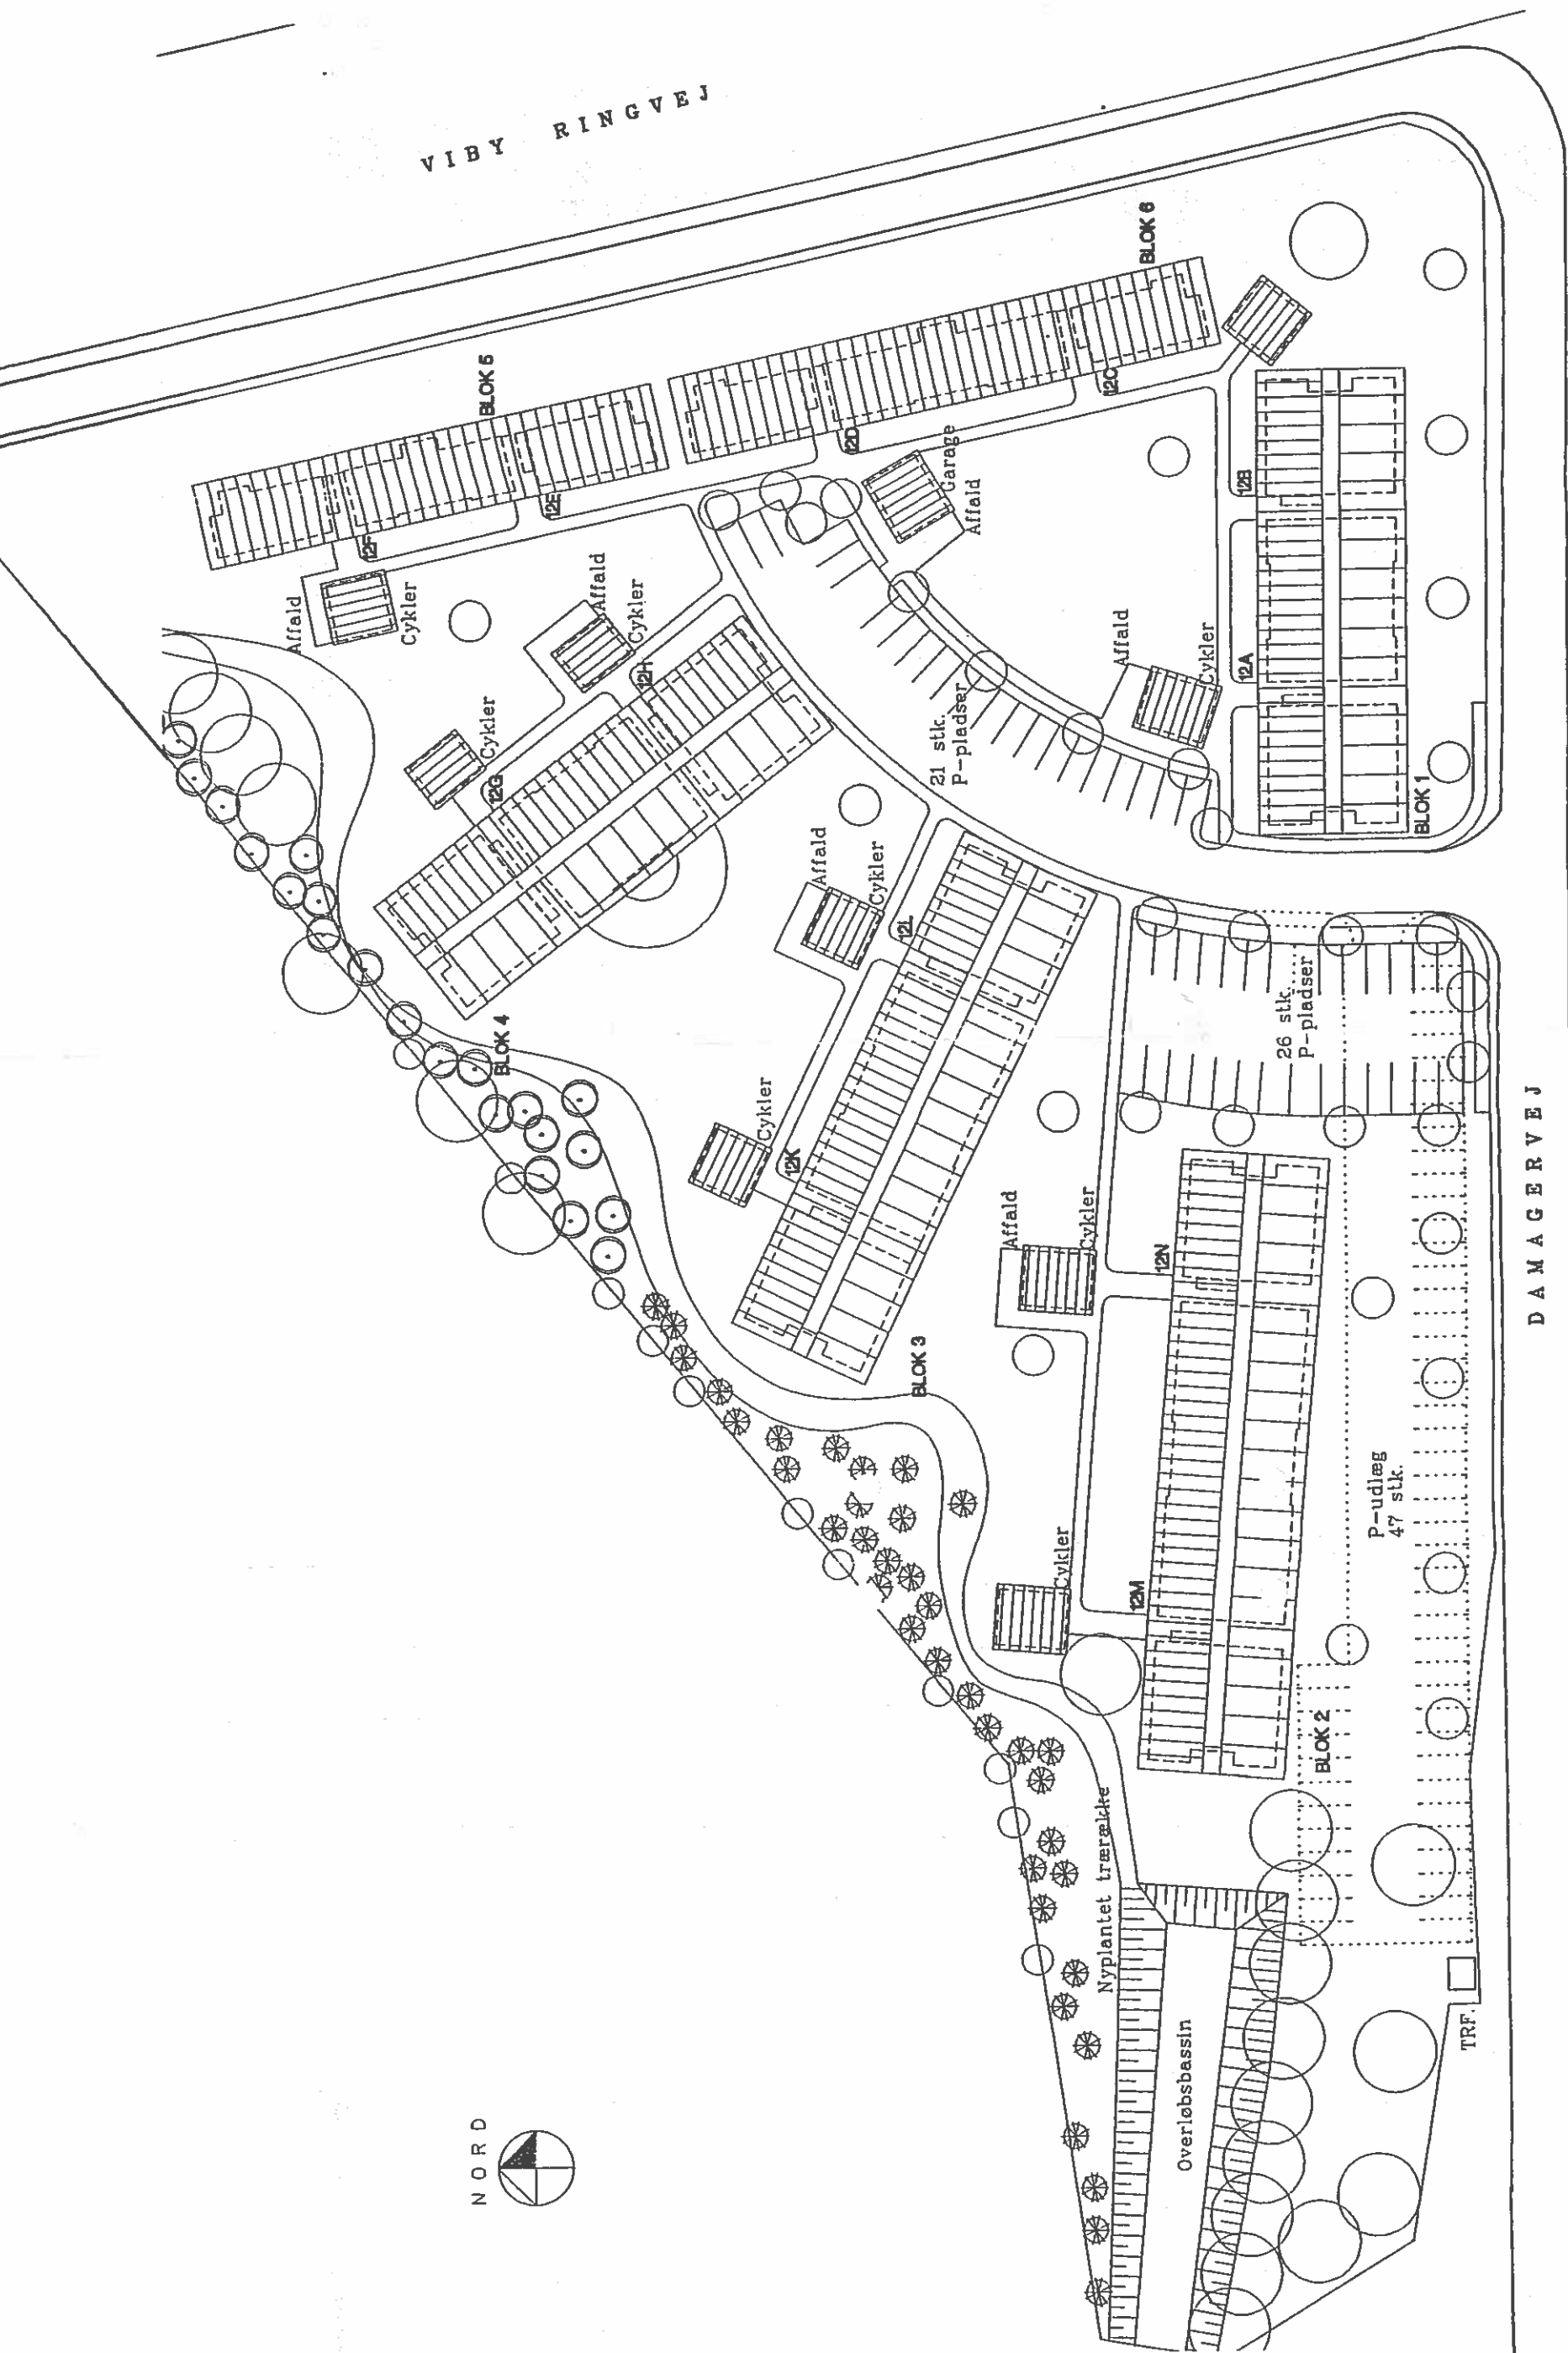 VIBY RINGVEJ
BLOK 6
BLOK 5
12C
12D
Garage
Affald
12E
12F
12B
Affald
Cykler
Affald
Cykler
12H
Affald
Cykler
12A
Cykler
12G
21 stk.
P-pladser
BLOK 1
Affald
Cykler
12L
26 stk.
P-pladser
BLOK 4
Cykler
12K
DAMAGERVEJ
Affald
Cykler
12N
BLOK 3
P-udlæg
47 stk.
Cykler
12M
BLOK 2
Nyplantet trærække
TRF.
Overløbsbassin
NORD